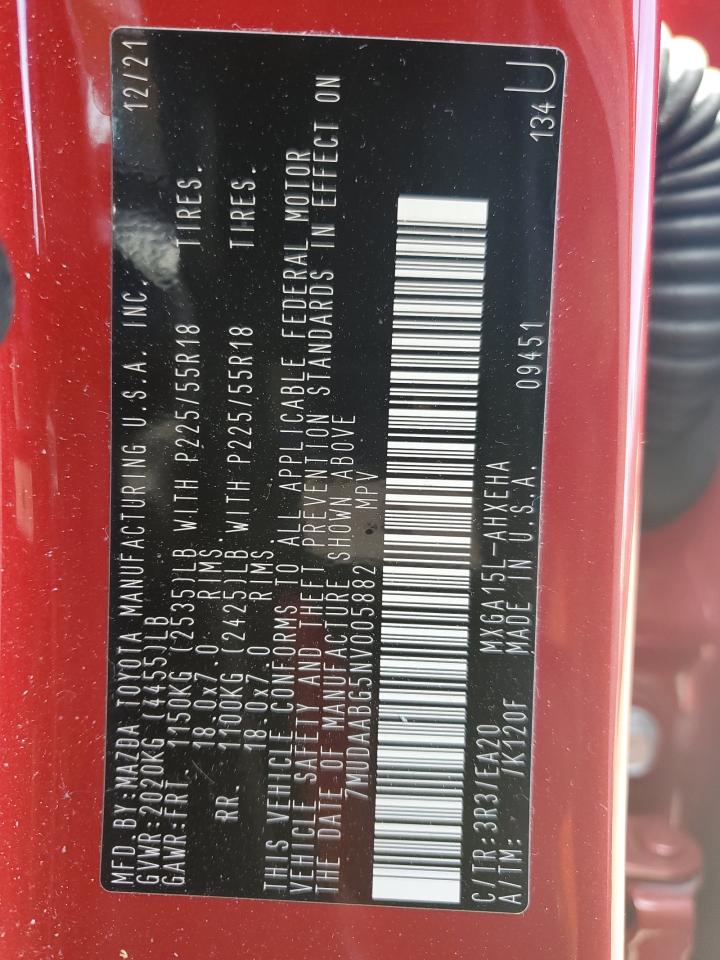 MFD. BY:MAZDA TOYOTA MANUFACTURING U.S.A. INC. 12/21
GVWR:2020KG (4455)LB
GAWR:FRT. 1150KG (2535)LB WITH P225/55R18 TIRES.
18.0x7.0 RIMS.
RR. 1100KG (2425)LB WITH P225/55R18 TIRES.
18.0x7.0 RIMS.
THIS VEHICLE CONFORMS TO ALL APPLICABLE FEDERAL MOTOR
VEHICLE SAFETY AND THEFT PREVENTION STANDARDS IN EFFECT ON
THE DATE OF MANUFACTURE SHOWN ABOVE
7MUDAABG5NV005882 MPV
C/TR:3R3/EA20 MXGA15L-AHXEHA 09451 134 U
A/TM: /K120F MADE IN U.S.A.